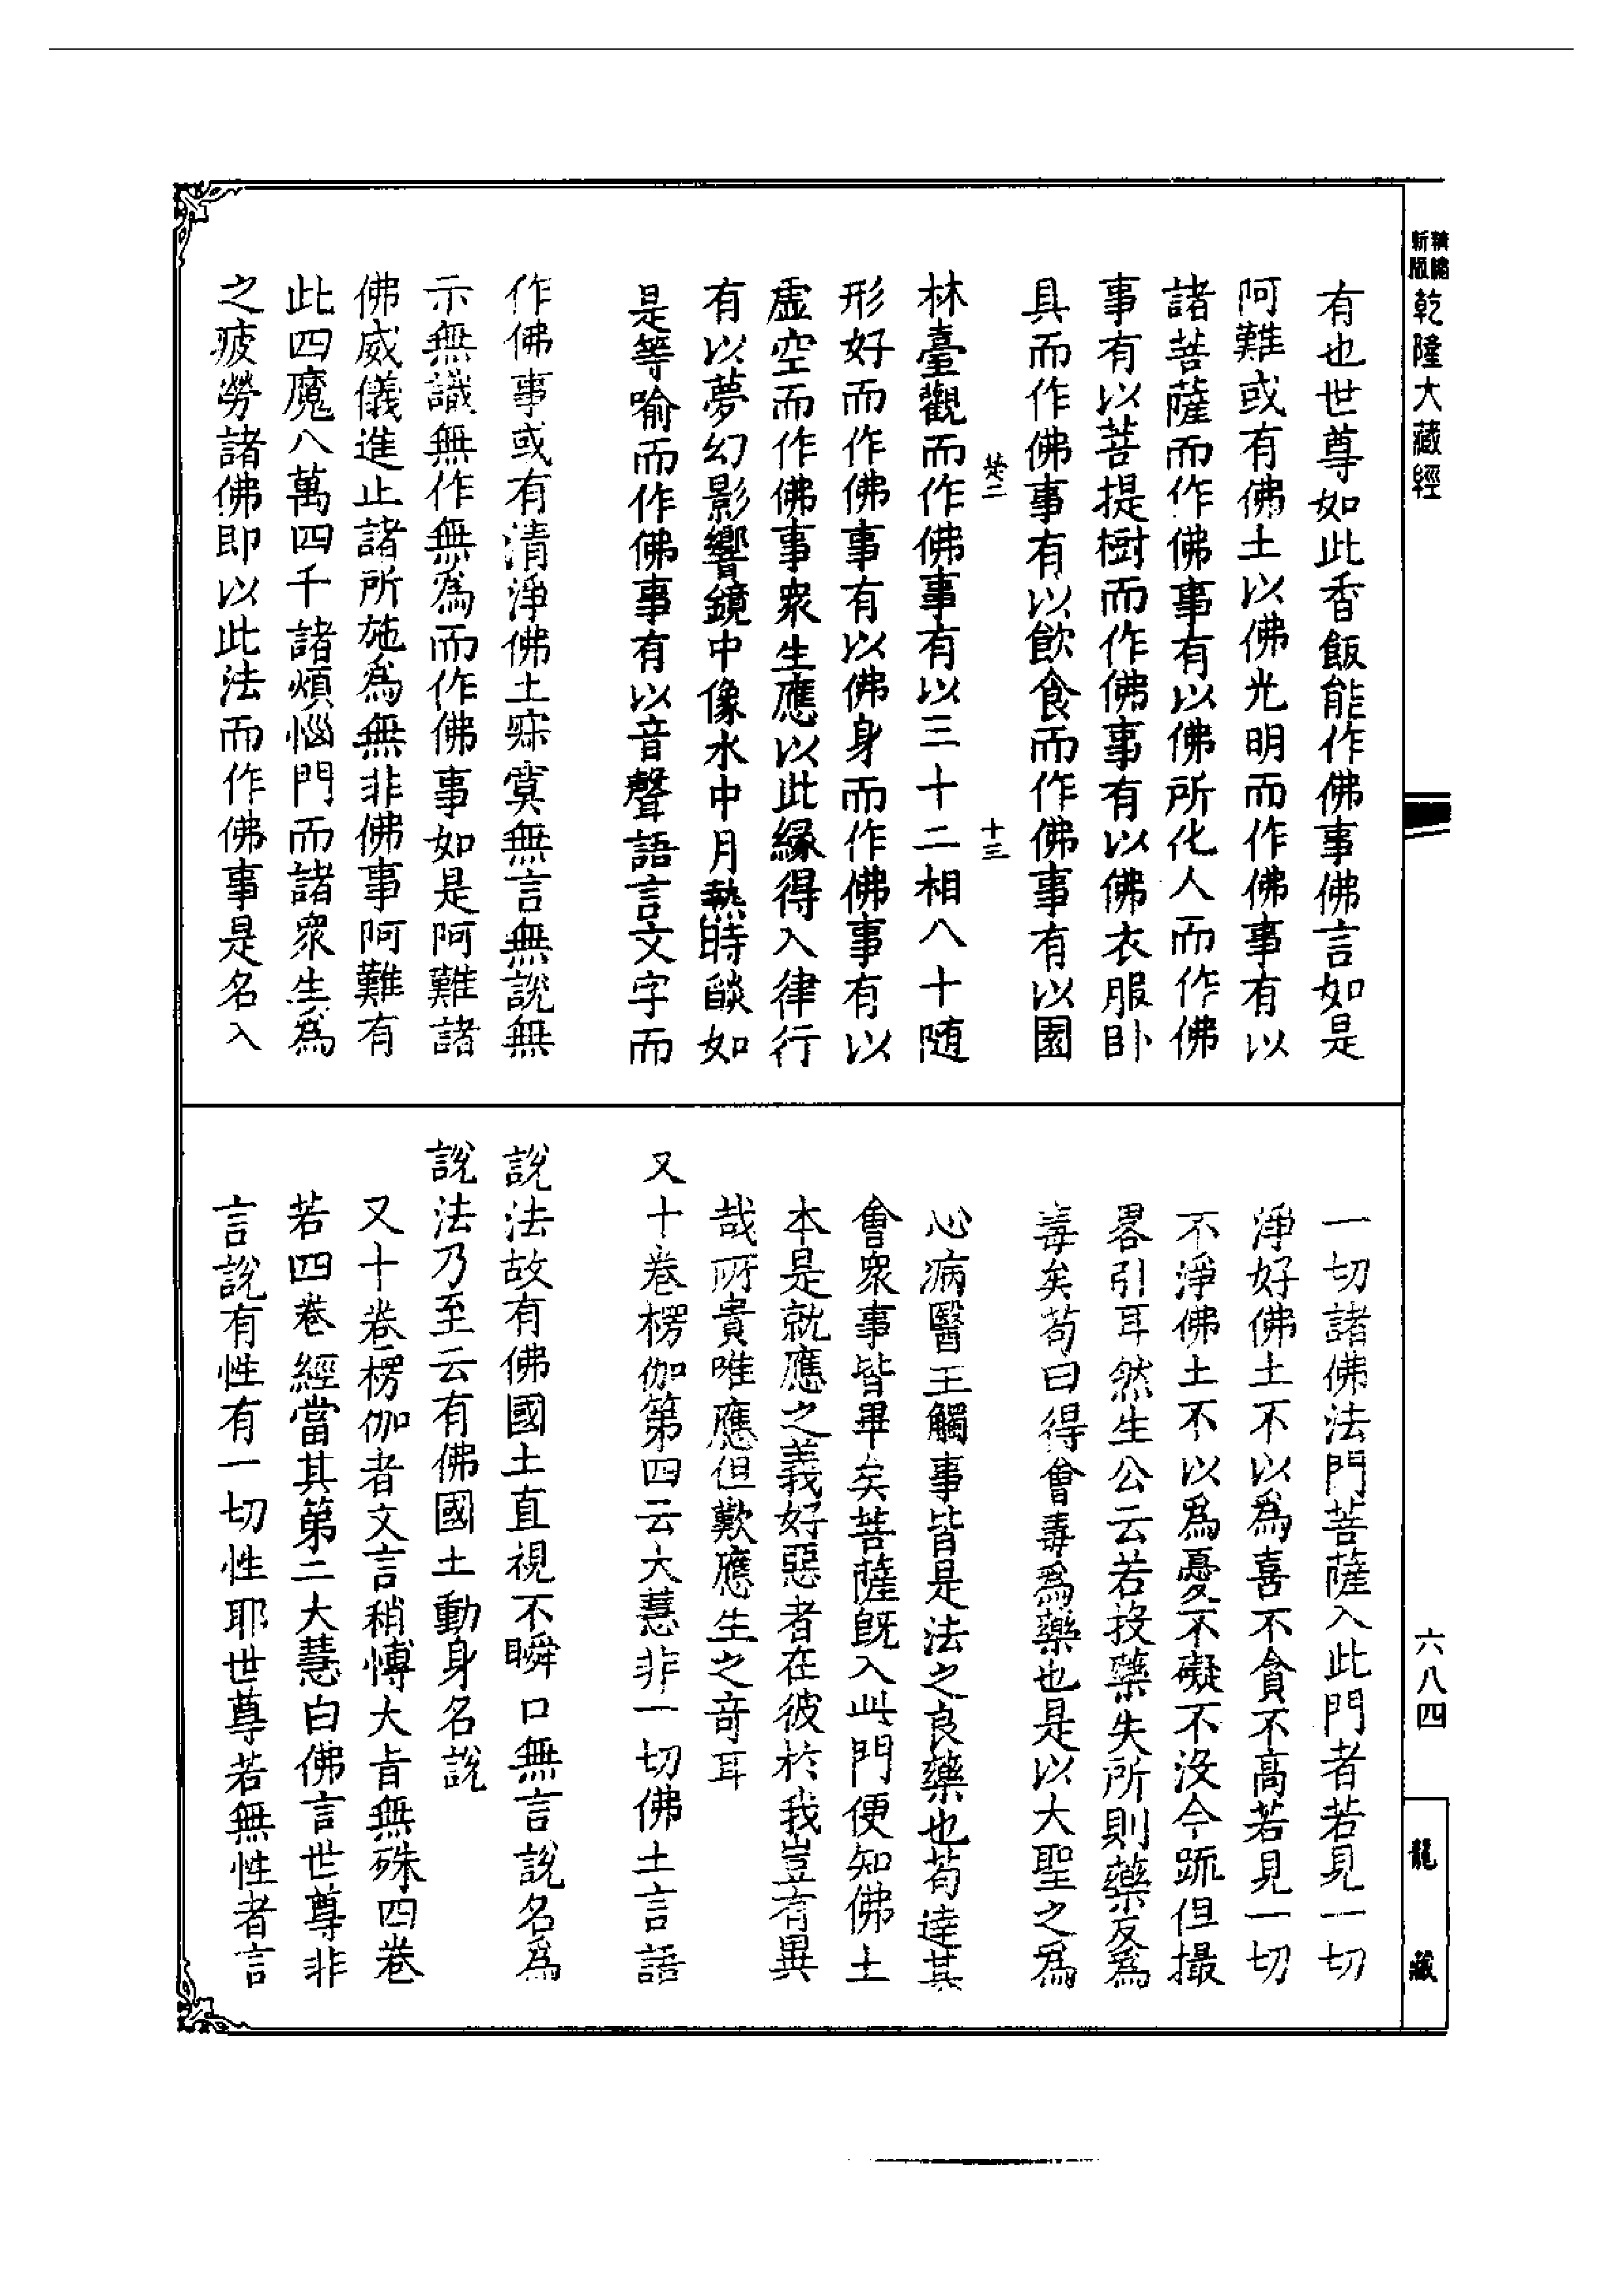 新版精縮
乾隆大藏經
六八四
龍藏
有也世尊如此香飯能作佛事佛言如是
阿難或有佛土以佛光明而作佛事有以
諸菩薩而作佛事有以佛所化人而作佛
事有以菩提樹而作佛事有以佛衣服卧
具而作佛事有以飲食而作佛事有以園
十三
林臺觀而作佛事有以三十二相八十随
形好而作佛事有以佛身而作佛事有以
虛空而作佛事衆生應以此緣得入律行
有以夢幻影響鏡中像水中月熱時燄如
是等喻而作佛事有以音聲語言文字而
作佛事或有清淨佛土寂寞無言無說無
示無識無作無為而作佛事如是阿難諸
佛威儀進止諸所施為無非佛事阿難有
此四魔八萬四千諸煩惱門而諸衆生為
之疲勞諸佛即以此法而作佛事是名入
一切諸佛法門菩薩入此門者若見一切
淨好佛土不以為喜不貪不高若見一切
不淨佛土不以為憂不礙不沒今䟽但撮
畧引耳然生公云若投藥失所則藥反為
毒矣苟曰得會毒為藥也是以大聖之為
心病醫王觸事皆是法之良藥也苟達其
會衆事皆畢矣菩薩既入此門便知佛土
本是就應之義好惡者在彼於我豈有異
哉所貴唯應但歎應生之奇耳
又十卷楞伽第四云大慧非一切佛土言語
說法故有佛國土直視不瞬口無言說名為
說法乃至云有佛國土動身名說
又十卷楞伽者文言稍愽大旨無殊四卷
若四卷經當其第二大慧白佛言世尊非
言說有性有一切性耶世尊若無性者言